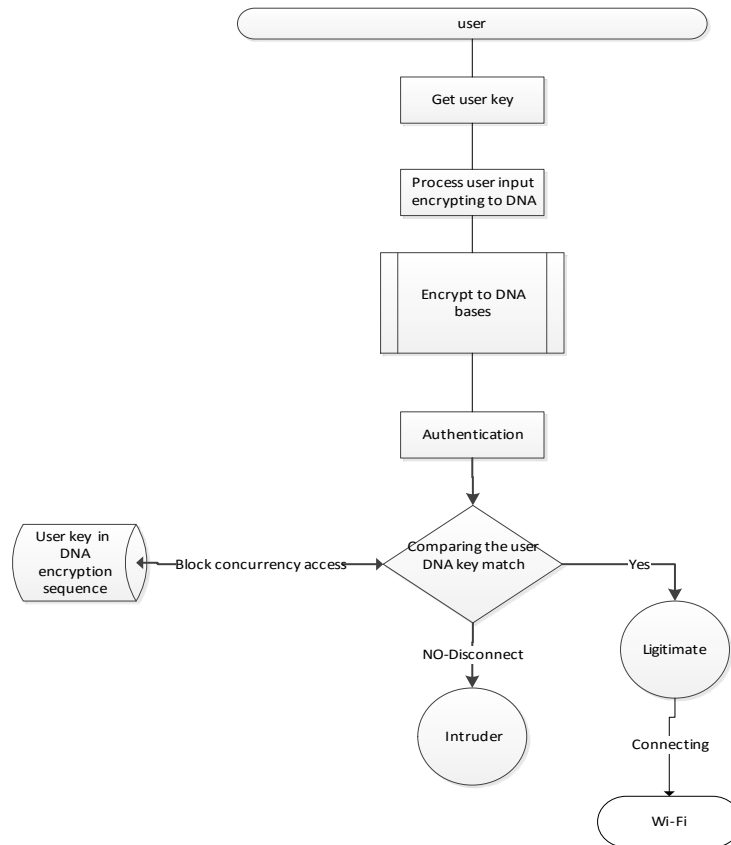 user
Get user key
Process user input
encrypting to DNA
Encrypt to DNA
bases
Authentication
Comparing the user
DNA key match
User key in
DNA
encryption
sequence
Block concurrency access
Yes
NO-Disconnect
Ligitimate
Intruder
Connecting
Wi-Fi